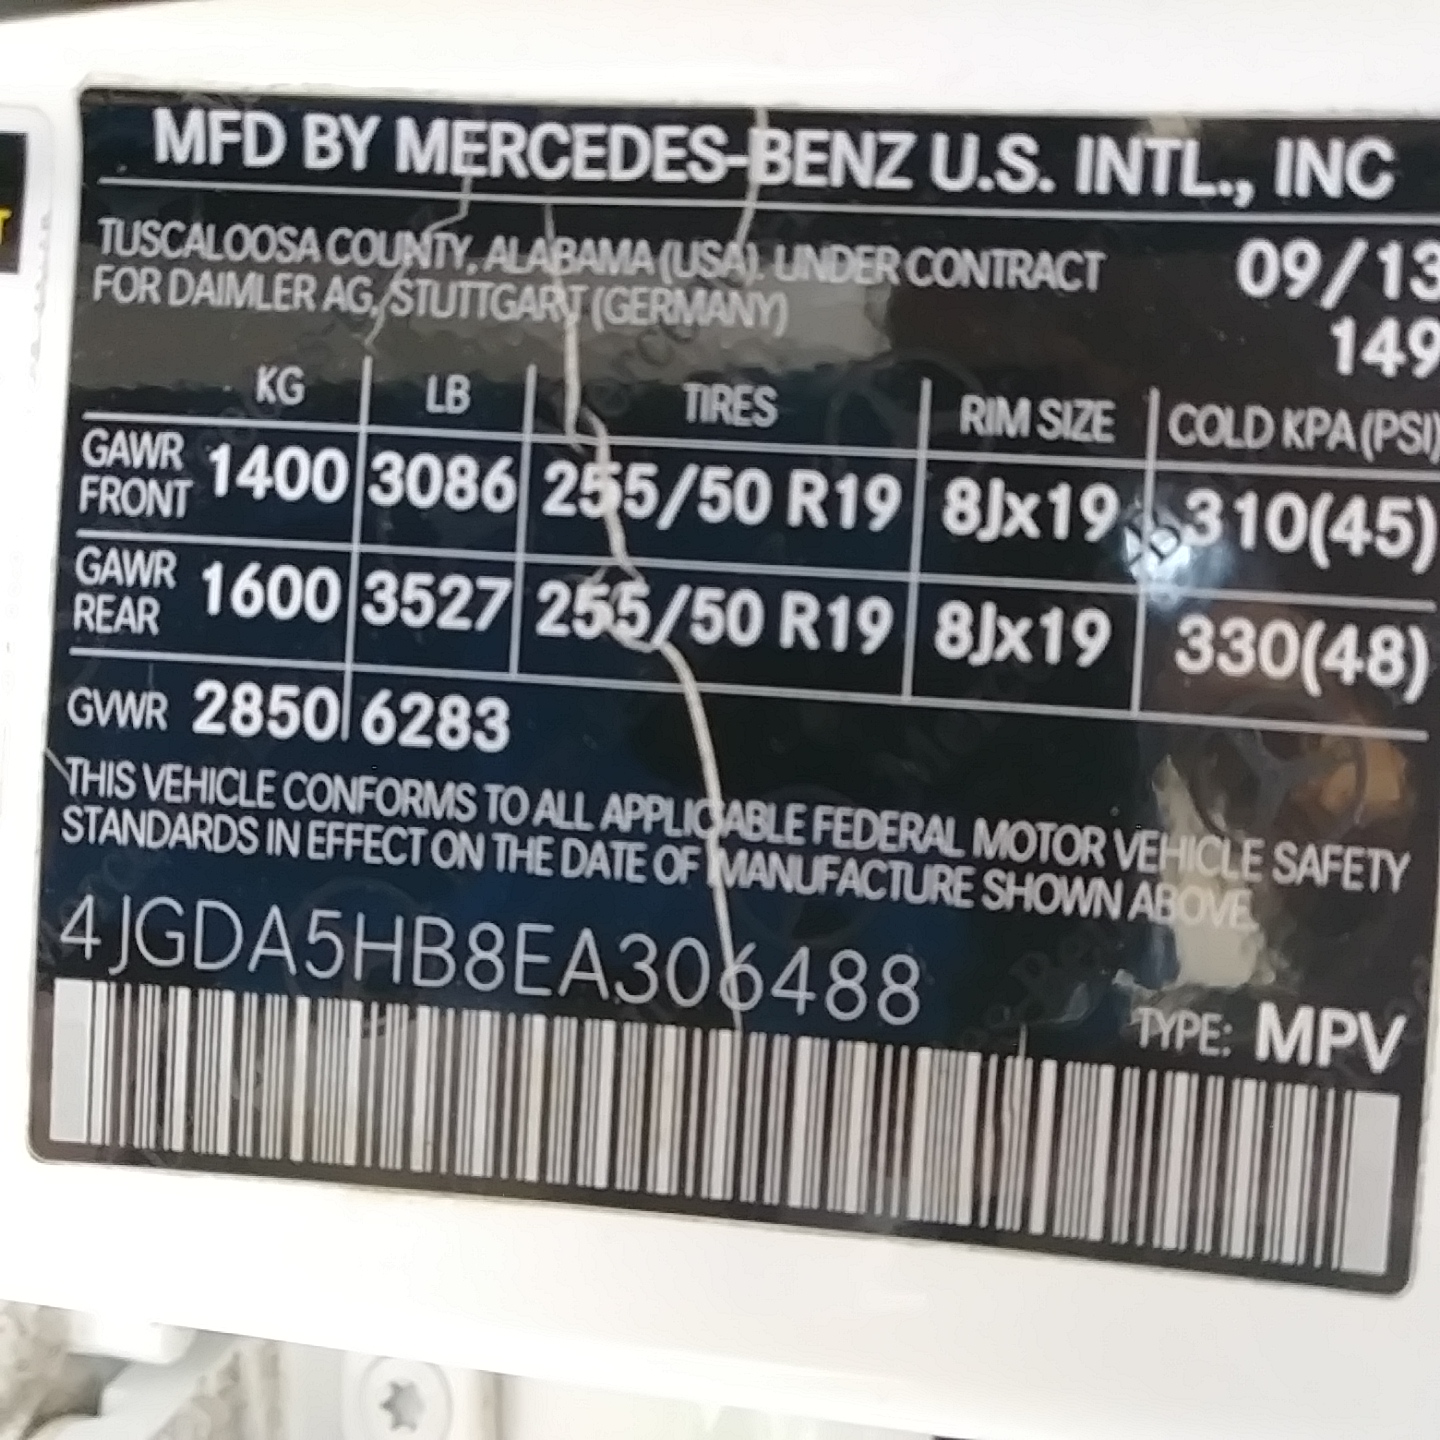 MFD BY MERCEDES-BENZ U.S. INTL., INC
TUSCALOOSA COUNTY, ALABAMA (USA), UNDER CONTRACT
FOR DAIMLER AG, STUTTGART (GERMANY)
09/13
149
KG LB TIRES RIM SIZE COLD KPA (PSI)
GAWR FRONT 1400 3086 255/50 R19 8Jx19 310(45)
GAWR REAR 1600 3527 255/50 R19 8Jx19 330(48)
GVWR 2850 6283
THIS VEHICLE CONFORMS TO ALL APPLICABLE FEDERAL MOTOR VEHICLE SAFETY
STANDARDS IN EFFECT ON THE DATE OF MANUFACTURE SHOWN ABOVE.
4JGDA5HB8EA306488
TYPE: MPV